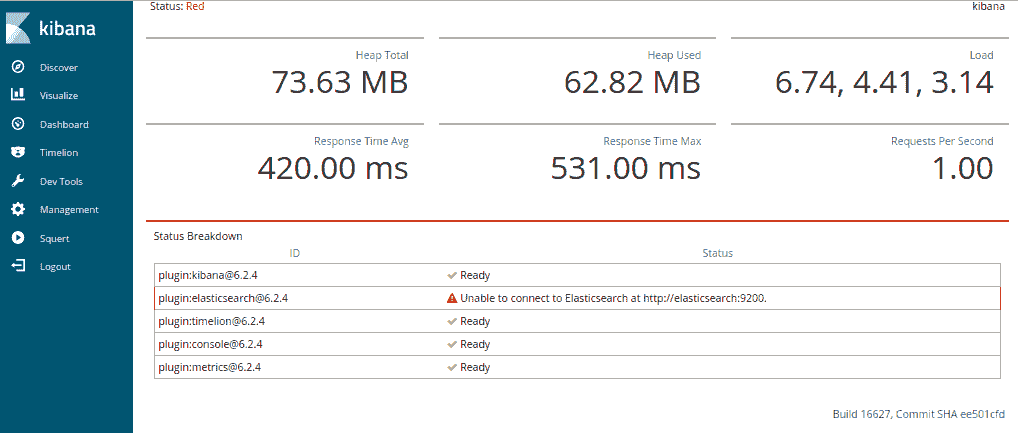 Status: Red kibana
kibana
Discover
Visualize
Dashboard
Timelion
Dev Tools
Management
Squert
Logout
Heap Total
73.63 MB
Heap Used
62.82 MB
Load
6.74, 4.41, 3.14
Response Time Avg
420.00 ms
Response Time Max
531.00 ms
Requests Per Second
1.00
Status Breakdown
ID Status
plugin:kibana@6.2.4 Ready
plugin:elasticsearch@6.2.4 Unable to connect to Elasticsearch at http://elasticsearch:9200.
plugin:timelion@6.2.4 Ready
plugin:console@6.2.4 Ready
plugin:metrics@6.2.4 Ready
Build 16627, Commit SHA ee501cfd